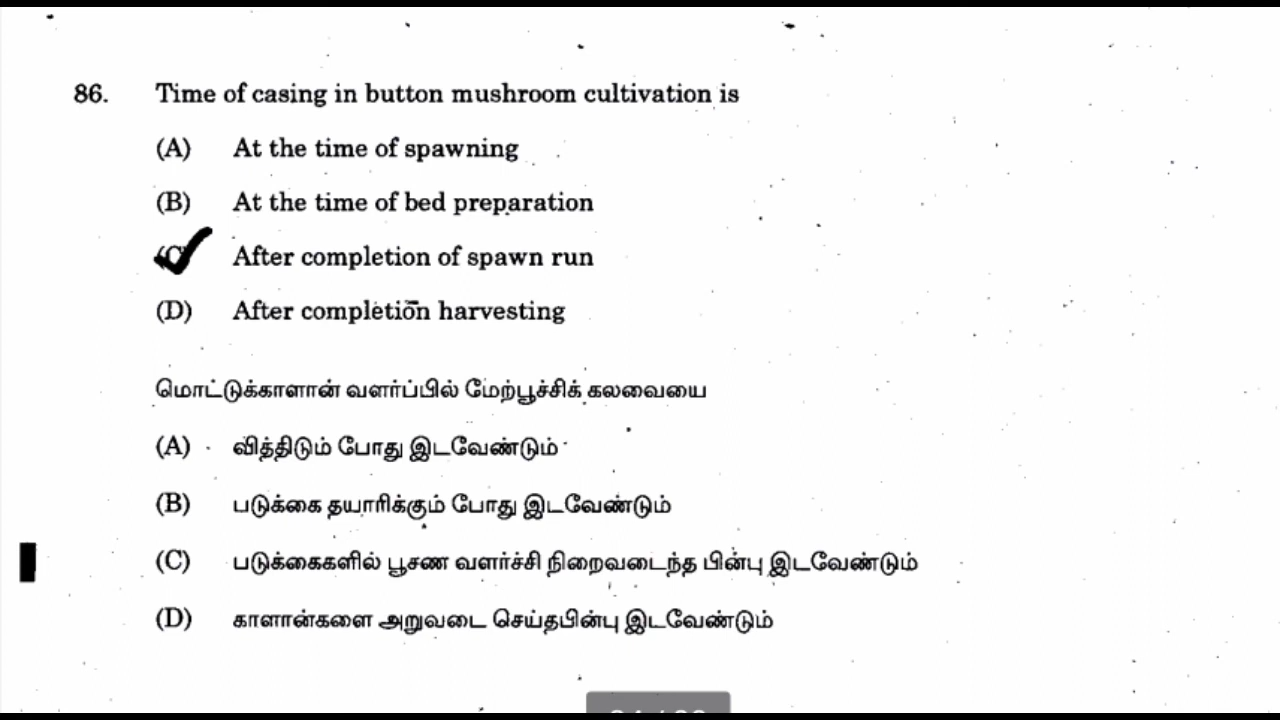 86. Time of casing in button mushroom cultivation is
(A) At the time of spawning
(B) At the time of bed preparation
(C) After completion of spawn run
(D) After completion harvesting
மொட்டுக்காளான் வளர்ப்பில் மேற்பூச்சிக் கலவையை
(A) வித்திடும் போது இடவேண்டும்
(B) படுக்கை தயாரிக்கும் போது இடவேண்டும்
(C) படுக்கைகளில் பூசண வளர்ச்சி நிறைவடைந்த பின்பு இடவேண்டும்
(D) காளான்களை அறுவடை செய்தபின்பு இடவேண்டும்